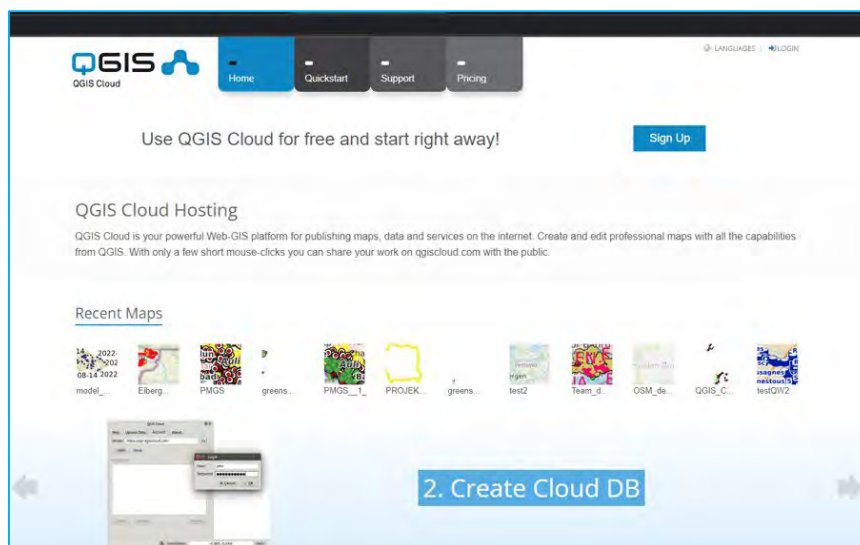 LANGUAGES | LOGIN
QGIS
QGIS Cloud
Home
Quickstart
Support
Pricing
Use QGIS Cloud for free and start right away!
Sign Up
QGIS Cloud Hosting
QGIS Cloud is your powerful Web-GIS platform for publishing maps, data and services on the internet. Create and edit professional maps with all the capabilities
from QGIS. With only a few short mouse-clicks you can share your work on qgiscloud.com with the public.
Recent Maps
model_...
Eiberg...
PMGS
greens...
PMGS__1_
PROJEK...
greens...
test2
Team_d...
OSM_de...
QGIS_C...
testQW2
2. Create Cloud DB